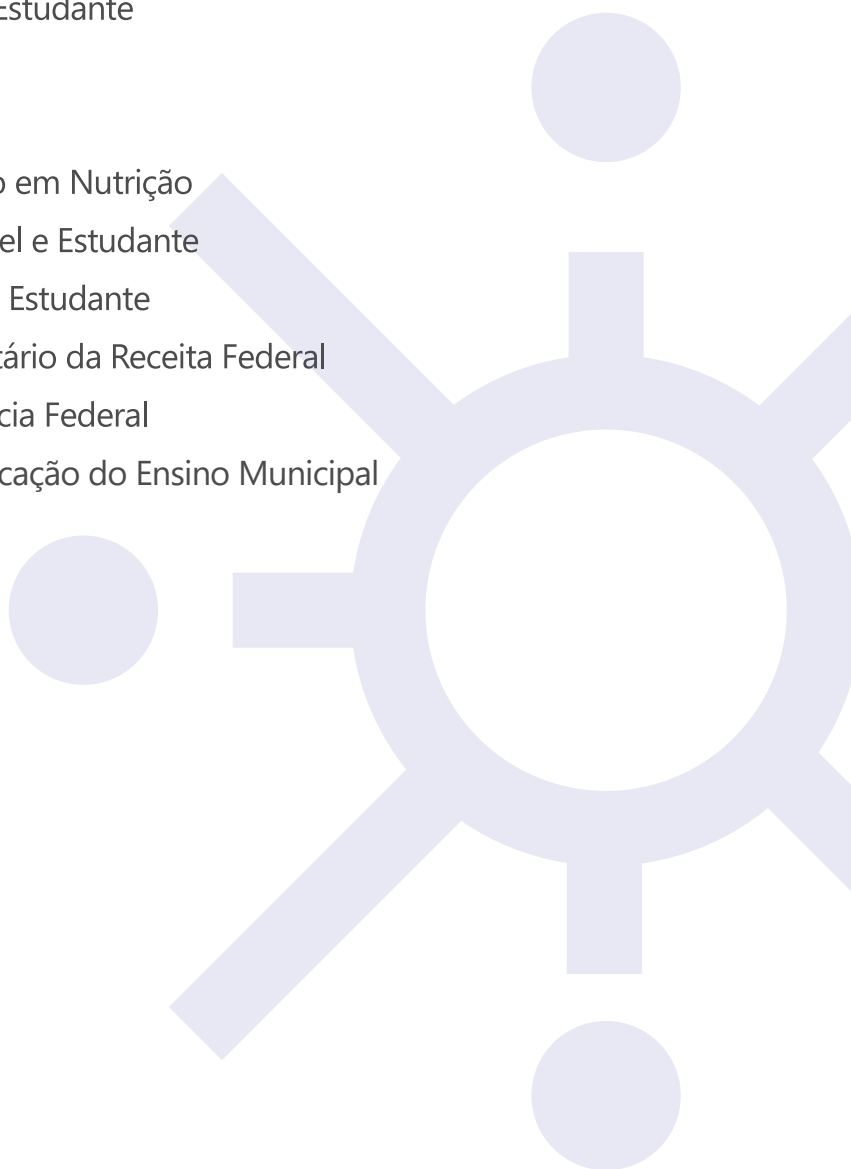 Estudante
o em Nutrição
el e Estudante
Estudante
tário da Receita Federal
cia Federal
cação do Ensino Municipal